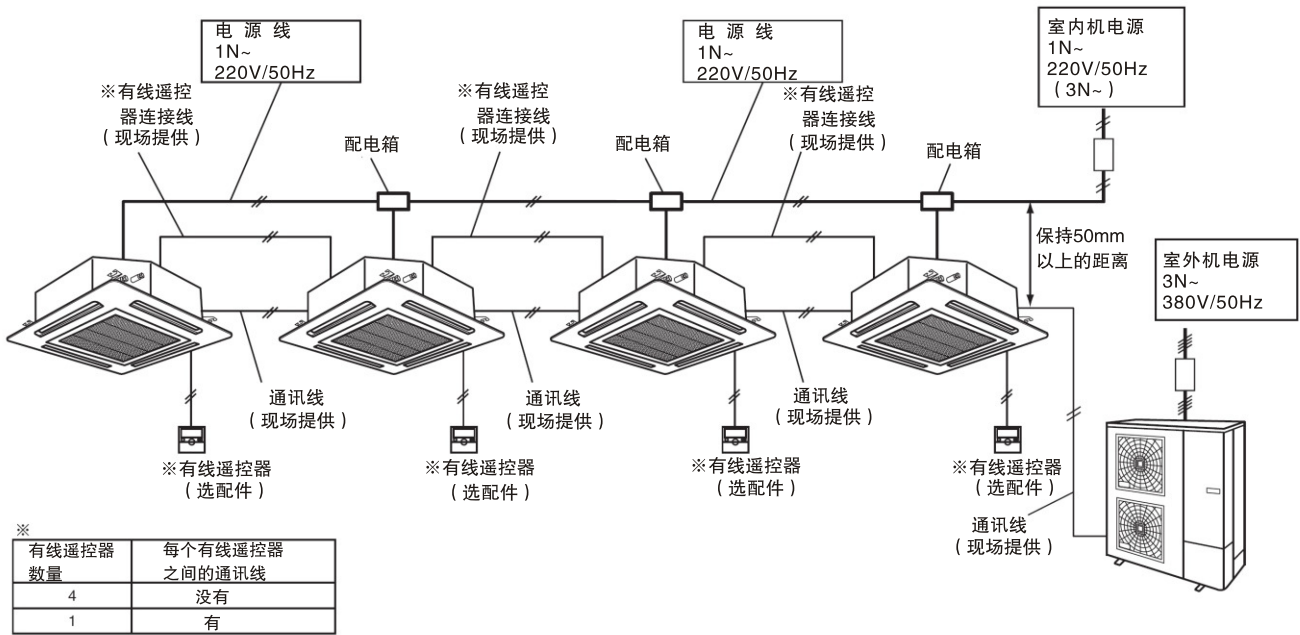 电 源 线
1N~
220V/50Hz
电 源 线
1N~
220V/50Hz
室内机电源
1N~
220V/50Hz
(3N~)
※有线遥控
器连接线
(现场提供)
※有线遥控
器连接线
(现场提供)
※有线遥控
器连接线
(现场提供)
配电箱
配电箱
配电箱
保持50mm
以上的距离
室外机电源
3N~
380V/50Hz
通讯线
(现场提供)
通讯线
(现场提供)
通讯线
(现场提供)
※有线遥控器
(选配件)
※有线遥控器
(选配件)
※有线遥控器
(选配件)
※有线遥控器
(选配件)
通讯线
(现场提供)
※
有线遥控器
数量
每个有线遥控器
之间的通讯线
4 没有
1 有